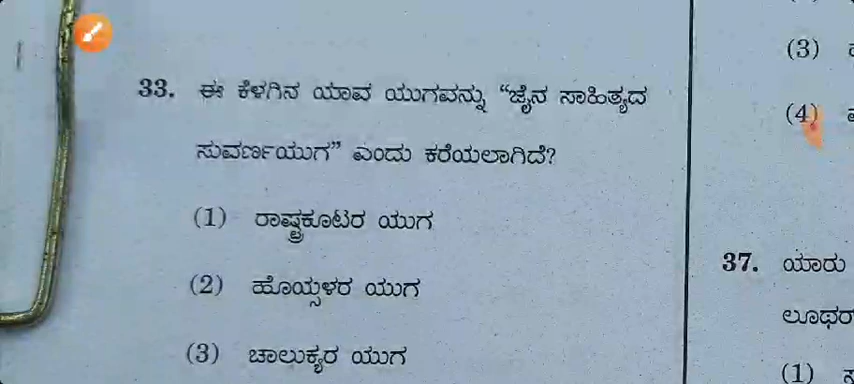 33. ಈ ಕೆಳಗಿನ ಯಾವ ಯುಗವನ್ನು “ಜೈನ ಸಾಹಿತ್ಯದ
ಸುವರ್ಣಯುಗ” ಎಂದು ಕರೆಯಲಾಗಿದೆ?
(1) ರಾಷ್ಟ್ರಕೂಟರ ಯುಗ
(2) ಹೊಯ್ಸಳರ ಯುಗ
(3) ಚಾಲುಕ್ಯರ ಯುಗ
(3)
(4)
37. ಯಾರು
ಲೂಥರ
(1)